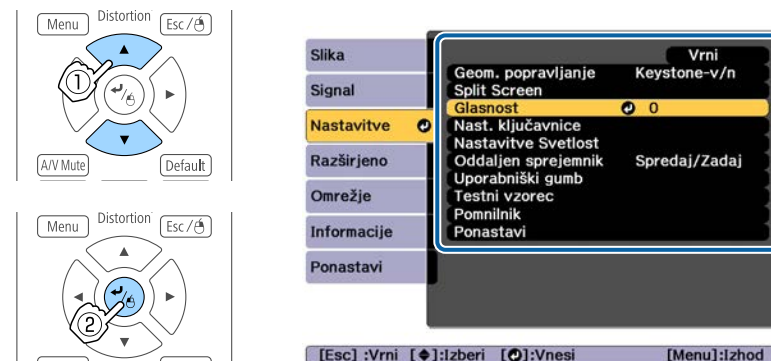 Menu
Distortion
Esc/
1
A/V Mute
Default
Menu
Distortion
Esc/
2
Slika
Signal
Nastavitve
Razširjeno
Omrežje
Informacije
Ponastavi
Vrni
Geom. popravljanje Keystone-v/n
Split Screen
Glasnost 0
Nast. ključavnice
Nastavitve Svetlost
Oddaljen sprejemnik Spredaj/Zadaj
Uporabniški gumb
Testni vzorec
Pomnilnik
Ponastavi
[Esc] :Vrni [◆]:Izberi [↵]:Vnesi [Menu]:Izhod